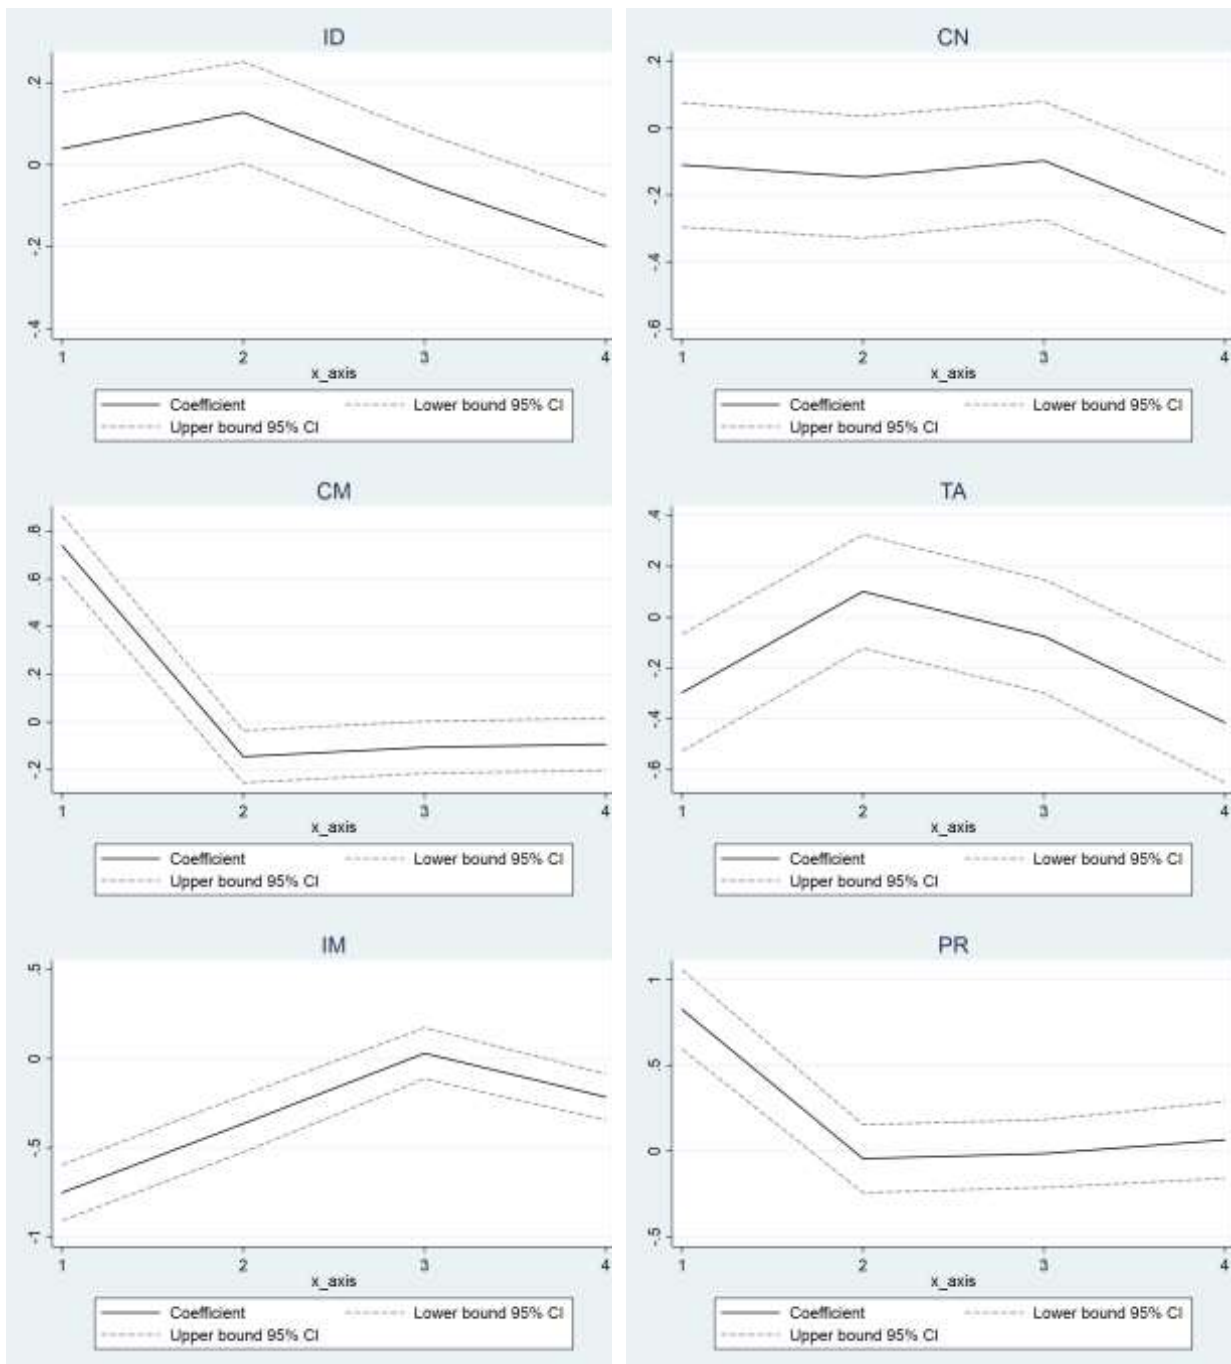 ID
.2
0
-.2
-.4
1 2 3 4
x_axis
Coefficient Lower bound 95% CI
Upper bound 95% CI
CN
.2
0
-.2
-.4
-.6
1 2 3 4
x_axis
Coefficient Lower bound 95% CI
Upper bound 95% CI
CM
.8
.6
.4
.2
0
-.2
1 2 3 4
x_axis
Coefficient Lower bound 95% CI
Upper bound 95% CI
TA
.4
.2
0
-.2
-.4
-.6
1 2 3 4
x_axis
Coefficient Lower bound 95% CI
Upper bound 95% CI
IM
.5
0
-.5
-1
1 2 3 4
x_axis
Coefficient Lower bound 95% CI
Upper bound 95% CI
PR
1
.5
0
-.5
1 2 3 4
x_axis
Coefficient Lower bound 95% CI
Upper bound 95% CI